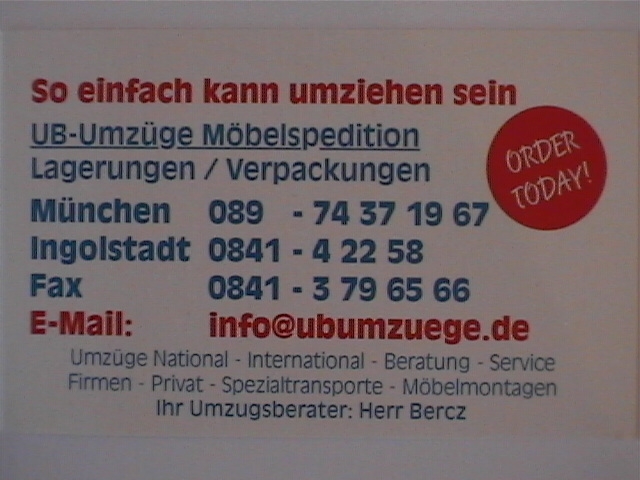 So einfach kann umziehen sein
UB-Umzüge Möbelspedition
Lagerungen / Verpackungen
ORDER
TODAY!
München 089 - 74 37 19 67
Ingolstadt 0841 - 4 22 58
Fax 0841 - 3 79 65 66
E-Mail: info@ubumzuege.de
Umzüge National - International - Beratung - Service
Firmen - Privat - Spezialtransporte - Möbelmontagen
Ihr Umzugsberater: Herr Bercz